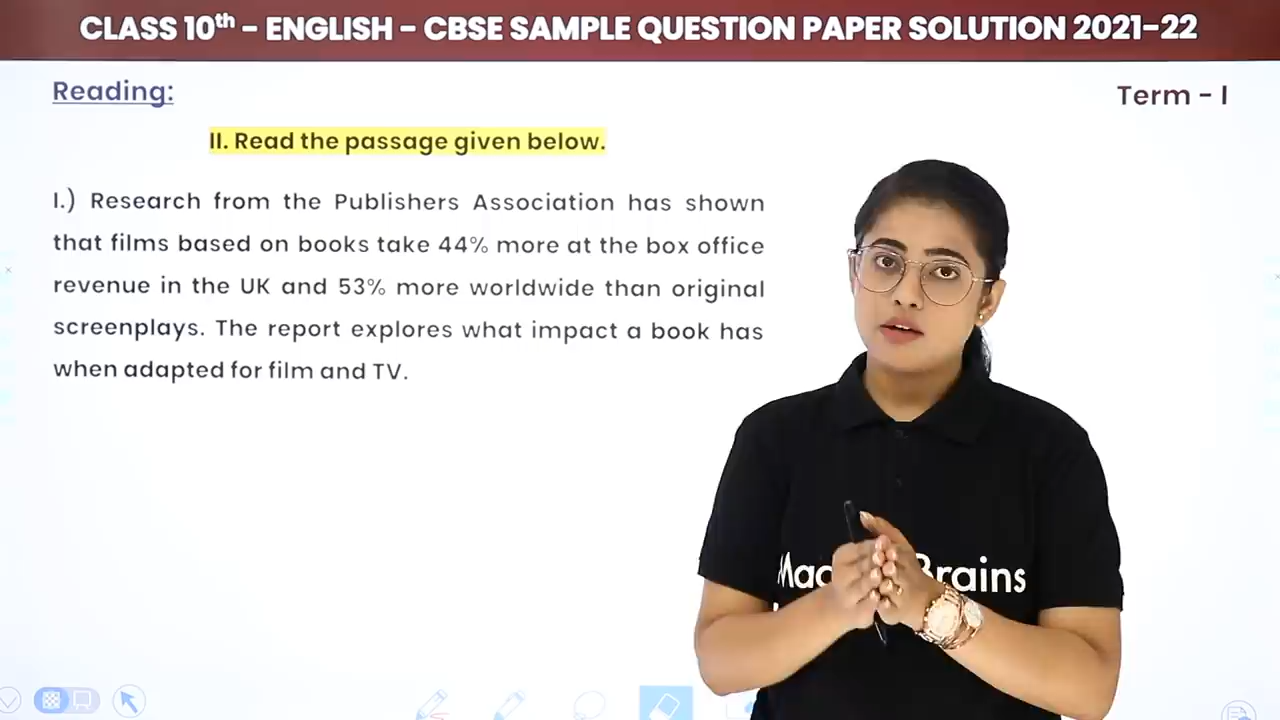 CLASS 10th - ENGLISH - CBSE SAMPLE QUESTION PAPER SOLUTION 2021-22
Reading:
Term - I
II. Read the passage given below.
I.) Research from the Publishers Association has shown
that films based on books take 44% more at the box office
revenue in the UK and 53% more worldwide than original
screenplays. The report explores what impact a book has
when adapted for film and TV.
Brains